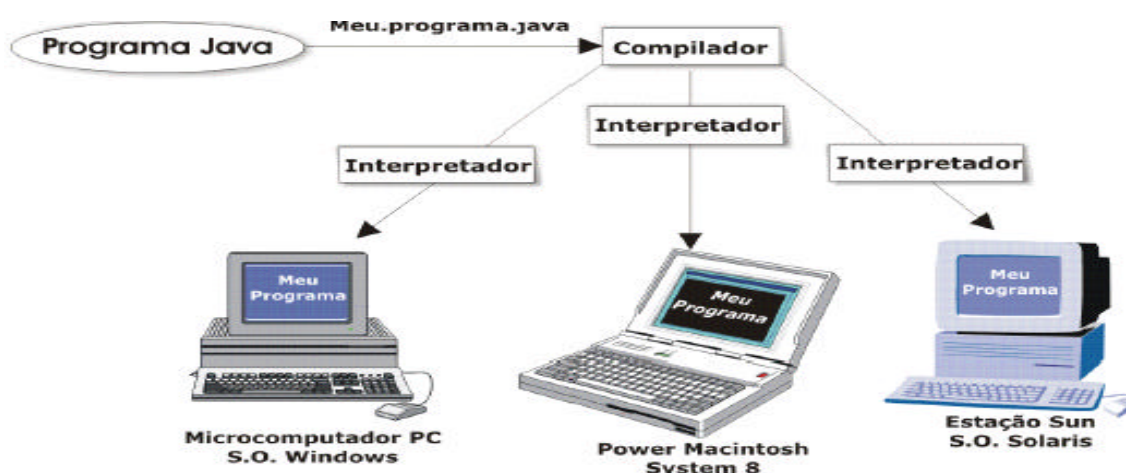 Meu.programa.java
Programa Java
Compilador
Interpretador
Interpretador
Interpretador
Meu
Programa
Meu
Programa
Meu
Programa
Microcomputador PC
S.O. Windows
Power Macintosh
System 8
Estação Sun
S.O. Solaris